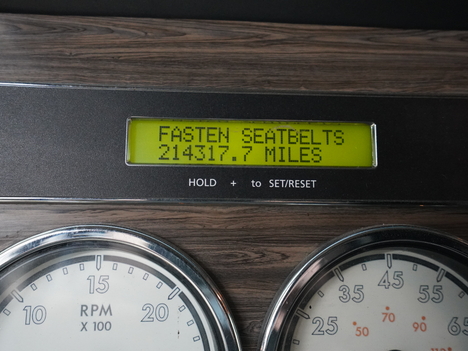 FASTEN SEATBELTS
214317.7 MILES
HOLD + to SET/RESET
10 15 20
RPM
X 100
25 35 45 55 65
50 70 90